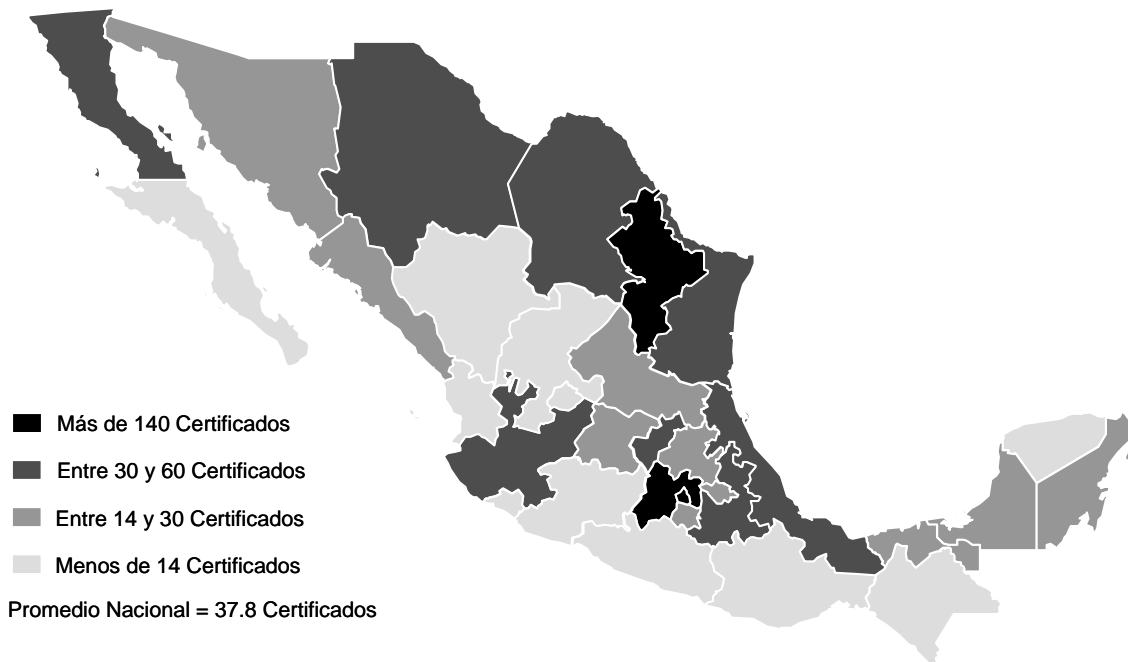 Más de 140 Certificados
Entre 30 y 60 Certificados
Entre 14 y 30 Certificados
Menos de 14 Certificados
Promedio Nacional = 37.8 Certificados